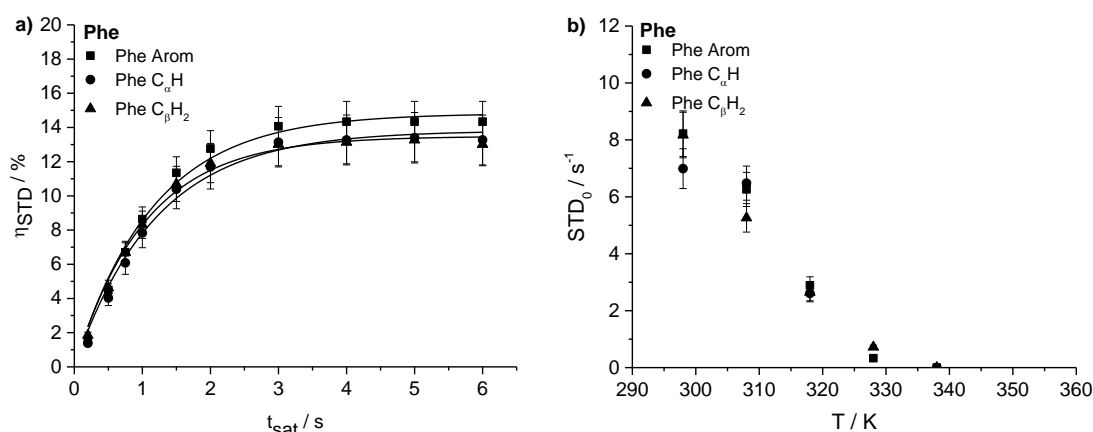 a)
Phe
Phe Arom
Phe CαH
Phe CβH2
20
18
16
14
12
10
8
6
4
2
0
ηSTD / %
0 1 2 3 4 5 6
tsat / s
b)
Phe
Phe Arom
Phe CαH
Phe CβH2
12
10
8
6
4
2
0
STD0 / s-1
290 300 310 320 330 340 350 360
T / K